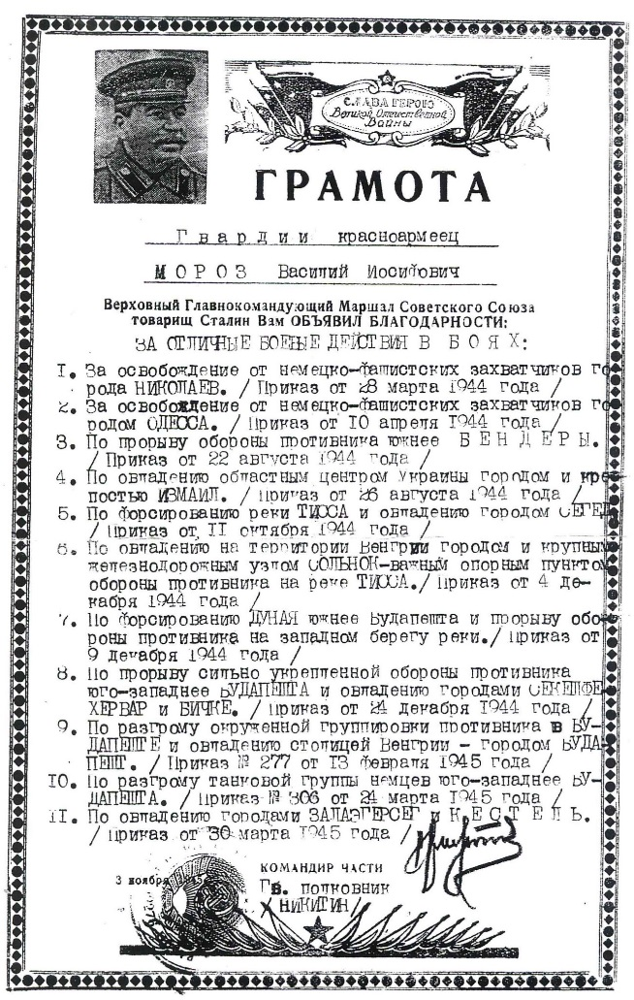 СЛАВА ГЕРОЮ
Великой Отечественной
Войны
ГРАМОТА
Гвардии красноармеец
МОРОЗ Василий Иосифович
Верховный Главнокомандующий Маршал Советского Союза
товарищ Сталин Вам ОБЪЯВИЛ БЛАГОДАРНОСТИ:
ЗА ОТЛИЧНЫЕ БОЕВЫЕ ДЕЙСТВИЯ В БОЯХ:
1. За освобождение от немецко-фашистских захватчиков го-
рода НИКОЛАЕВ. / Приказ от 28 марта 1944 года /
2. За освобождение от немецко-фашистских захватчиков го-
родом ОДЕССА. / Приказ от 10 апреля 1944 года /
3. По прорыву обороны противника южнее БЕНДЕРЫ.
/ Приказ от 22 августа 1944 года /
4. По овладению областным центром Украины городом и кре-
постью ИЗМАИЛ. / Приказ от 26 августа 1944 года /
5. По форсированию реки ТИССА и овладению городом СЕГЕД
/ Приказ от 11 октября 1944 года /
6. По овладению на территории Венгрии городом и крупным
железнодорожным узлом СОЛЬНОК-важным опорным пунктом
обороны противника на реке ТИССА./ Приказ от 4 де-
кабря 1944 года /
7. По форсированию ДУНАЯ южнее Будапешта и прорыву обо-
роны противника на западном берегу реки./ Приказ от
9 декабря 1944 года /
8. По прорыву сильно укрепленной обороны противника
юго-западнее БУДАПЕШТА и овладению городами СЕКЕШФЕ-
ХЕРВАР и БИЧКЕ. / Приказ от 24 декабря 1944 года /
9. По разгрому окруженной группировки противника в БУ-
ДАПЕШТЕ и овладению столицей Венгрии - городом БУДА-
ПЕШТ. / Приказ № 277 от 13 февраля 1945 года /
10. По разгрому танковой группы немцев юго-западнее БУ-
ДАПЕШТА. / Приказ № 306 от 24 марта 1945 года /
11. По овладению городами ЗАЛАЭГЕРСЕГ и КЕСТЕЛЬ.
/ Приказ от 30 марта 1945 года /
3 ноября
КОМАНДИР ЧАСТИ
Гв. полковник
/ НИКИТИН /